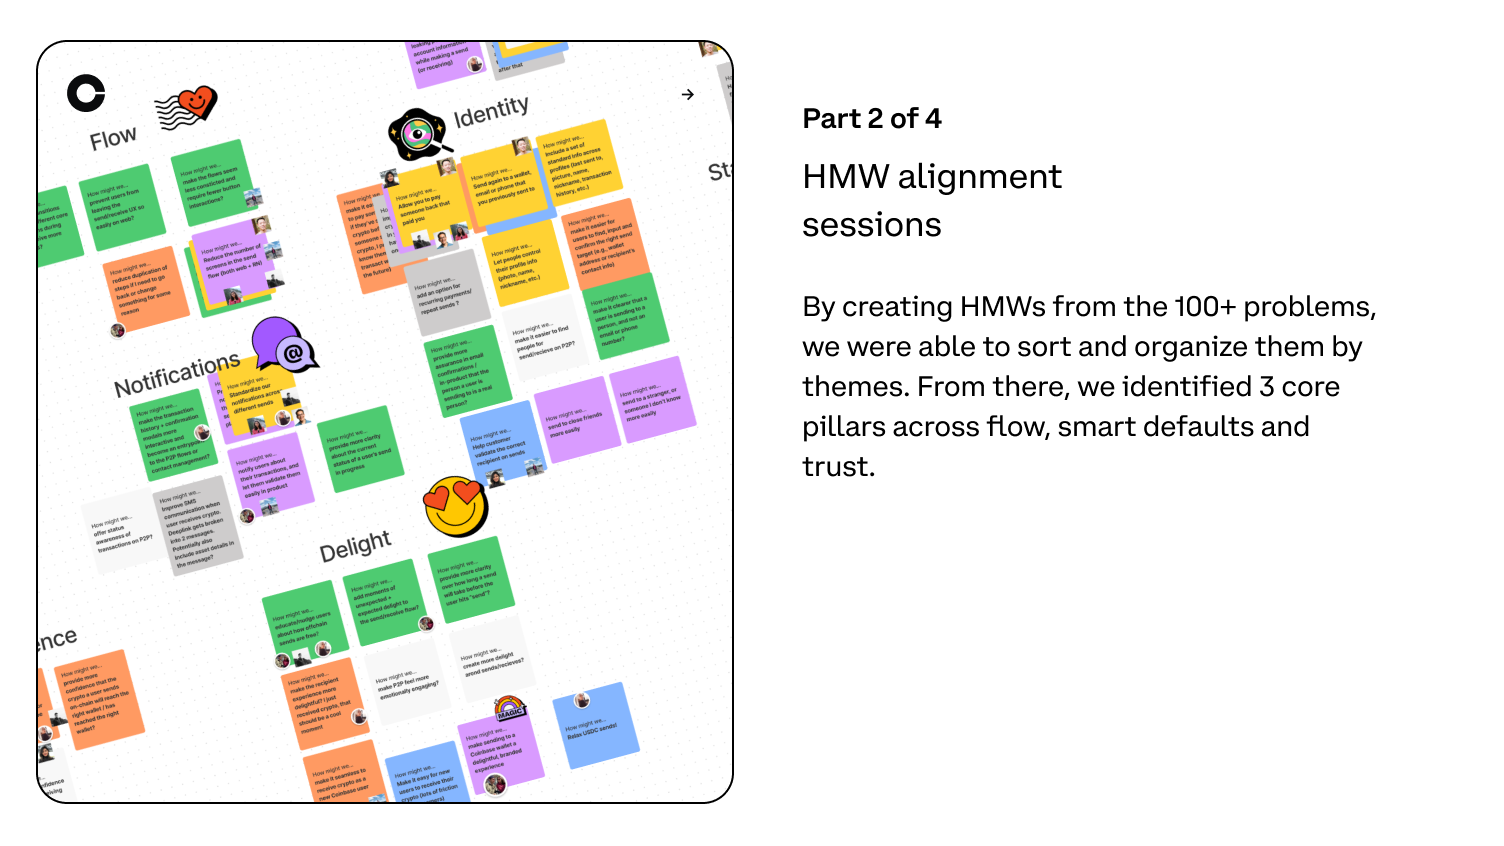 leaking p
account information
while making a send
(or receiving)
after that
Flow
Identity
How might we...
prevent users from
leaving the
send/receive UX so
easily on web?
How might we...
make the flows seem
less constricted and
require fewer button
interactions?
How might we...
reduce duplication of
steps if I need to go
back or change
something for some
reason
How might we...
Reduce the number of
screens in the send
flow (both web + RN)
How might we...
Allow you to pay
someone back that
paid you
How might we...
Send again to a wallet,
email or phone that
you previously sent to
How might we...
include a set of
standard info across
profiles (last sent to,
picture, name,
nickname, transaction
history, etc.)
How might we...
add an option for
recurring payments/
repeat sends ?
How might we...
Let people control
their profile info
(photo, name,
nickname, etc.)
How might we...
make it easier for
users to find, input and
confirm the right send
target (e.g. wallet
address or recipient's
contact info)
How might we...
provide more
assurance in email
confirmations /
in-product that the
person a user is
sending to is a real
person?
How might we...
make it easier to find
people for
send/recieve on P2P?
How might we...
make it clearer that a
user is sending to a
person, and not an
email or phone
number?
How might we...
Help customer
validate the correct
recipient on sends
How might we...
send to close friends
more easily
How might we...
send to a stranger, or
someone I don't know
more easily
Notifications
@
How might we...
make the transaction
history + confirmation
modals more
interactive and
become an entrypoint
to the P2P flows or
contact management?
How might we...
Standardize our
notifications across
different sends
How might we...
notify users about
their transactions, and
let them validate them
easily in product
How might we...
provide more clarity
about the current
status of a user's send
in progress
How might we...
offer status
awareness of
transactions on P2P?
How might we...
Improve SMS
communication when
user receives crypto.
Deeplink gets broken
into 2 messages.
Potentially also
include asset details in
the message?
Delight
How might we...
educate/nudge users
about how offchain
sends are free?
How might we...
add moments of
unexpected +
expected delight to
the send/receive flow?
How might we...
provide more clarity
over how long a send
will take before the
user hits "send"?
How might we...
make the recipient
experience more
delightful? I just
received crypto, that
should be a cool
moment
How might we...
make P2P feel more
emotionally engaging?
How might we...
create more delight
arond sends/recieves?
How might we...
make it seamless to
receive crypto as a
new Coinbase user
How might we...
Make it easy for new
users to receive their
crypto (lots of friction
MAGIC
How might we...
make sending to a
Coinbase wallet a
delightful, branded
experience
How might we...
Relax USDC sends!
ence
How might we...
provide more
confidence that the
crypto a user sends
on-chain will reach the
right wallet / has
reached the right
wallet?
Part 2 of 4
HMW alignment
sessions
By creating HMWs from the 100+ problems,
we were able to sort and organize them by
themes. From there, we identified 3 core
pillars across flow, smart defaults and
trust.